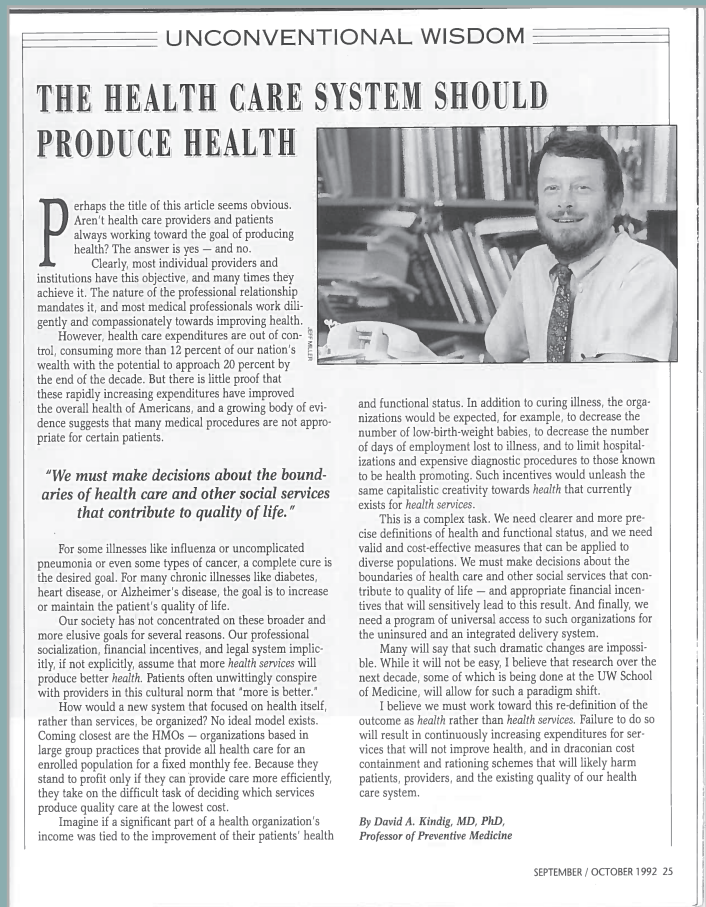 UNCONVENTIONAL WISDOM
THE HEALTH CARE SYSTEM SHOULD
PRODUCE HEALTH
Perhaps the title of this article seems obvious.
Aren't health care providers and patients
always working toward the goal of producing
health? The answer is yes — and no.
Clearly, most individual providers and
institutions have this objective, and many times they
achieve it. The nature of the professional relationship
mandates it, and most medical professionals work dili-
gently and compassionately towards improving health.
However, health care expenditures are out of con-
trol, consuming more than 12 percent of our nation's
wealth with the potential to approach 20 percent by
the end of the decade. But there is little proof that
these rapidly increasing expenditures have improved
the overall health of Americans, and a growing body of evi-
dence suggests that many medical procedures are not appro-
priate for certain patients.
"We must make decisions about the bound-
aries of health care and other social services
that contribute to quality of life."
For some illnesses like influenza or uncomplicated
pneumonia or even some types of cancer, a complete cure is
the desired goal. For many chronic illnesses like diabetes,
heart disease, or Alzheimer's disease, the goal is to increase
or maintain the patient's quality of life.
Our society has not concentrated on these broader and
more elusive goals for several reasons. Our professional
socialization, financial incentives, and legal system implic-
itly, if not explicitly, assume that more health services will
produce better health. Patients often unwittingly conspire
with providers in this cultural norm that "more is better."
How would a new system that focused on health itself,
rather than services, be organized? No ideal model exists.
Coming closest are the HMOs — organizations based in
large group practices that provide all health care for an
enrolled population for a fixed monthly fee. Because they
stand to profit only if they can provide care more efficiently,
they take on the difficult task of deciding which services
produce quality care at the lowest cost.
Imagine if a significant part of a health organization's
income was tied to the improvement of their patients' health
JEFF MILLER
and functional status. In addition to curing illness, the orga-
nizations would be expected, for example, to decrease the
number of low-birth-weight babies, to decrease the number
of days of employment lost to illness, and to limit hospital-
izations and expensive diagnostic procedures to those known
to be health promoting. Such incentives would unleash the
same capitalistic creativity towards health that currently
exists for health services.
This is a complex task. We need clearer and more pre-
cise definitions of health and functional status, and we need
valid and cost-effective measures that can be applied to
diverse populations. We must make decisions about the
boundaries of health care and other social services that con-
tribute to quality of life — and appropriate financial incen-
tives that will sensitively lead to this result. And finally, we
need a program of universal access to such organizations for
the uninsured and an integrated delivery system.
Many will say that such dramatic changes are impossi-
ble. While it will not be easy, I believe that research over the
next decade, some of which is being done at the UW School
of Medicine, will allow for such a paradigm shift.
I believe we must work toward this re-definition of the
outcome as health rather than health services. Failure to do so
will result in continuously increasing expenditures for ser-
vices that will not improve health, and in draconian cost
containment and rationing schemes that will likely harm
patients, providers, and the existing quality of our health
care system.
By David A. Kindig, MD, PhD,
Professor of Preventive Medicine
SEPTEMBER / OCTOBER 1992 25